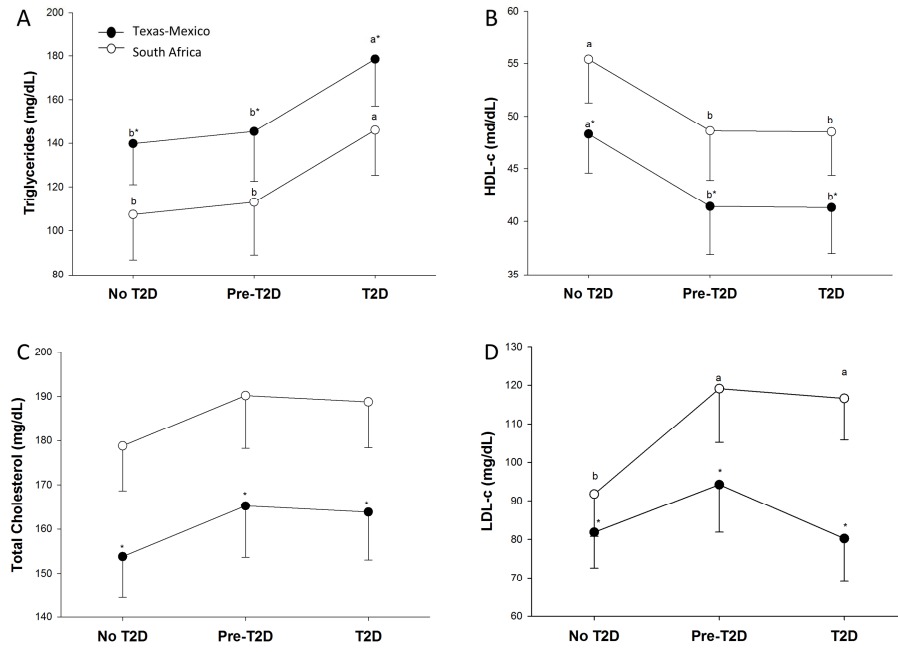 A
Texas-Mexico
South Africa
Triglycerides (mg/dL)
200
180
160
140
120
100
80
b*
b*
a*
b
b
a
No T2D Pre-T2D T2D
B
HDL-c (md/dL)
60
55
50
45
40
35
a
b
b
a*
b*
b*
No T2D Pre-T2D T2D
C
Total Cholesterol (mg/dL)
200
190
180
170
160
150
140
*
*
*
No T2D Pre-T2D T2D
D
LDL-c (mg/dL)
130
120
110
100
90
80
70
60
b
a
a
*
*
*
No T2D Pre-T2D T2D